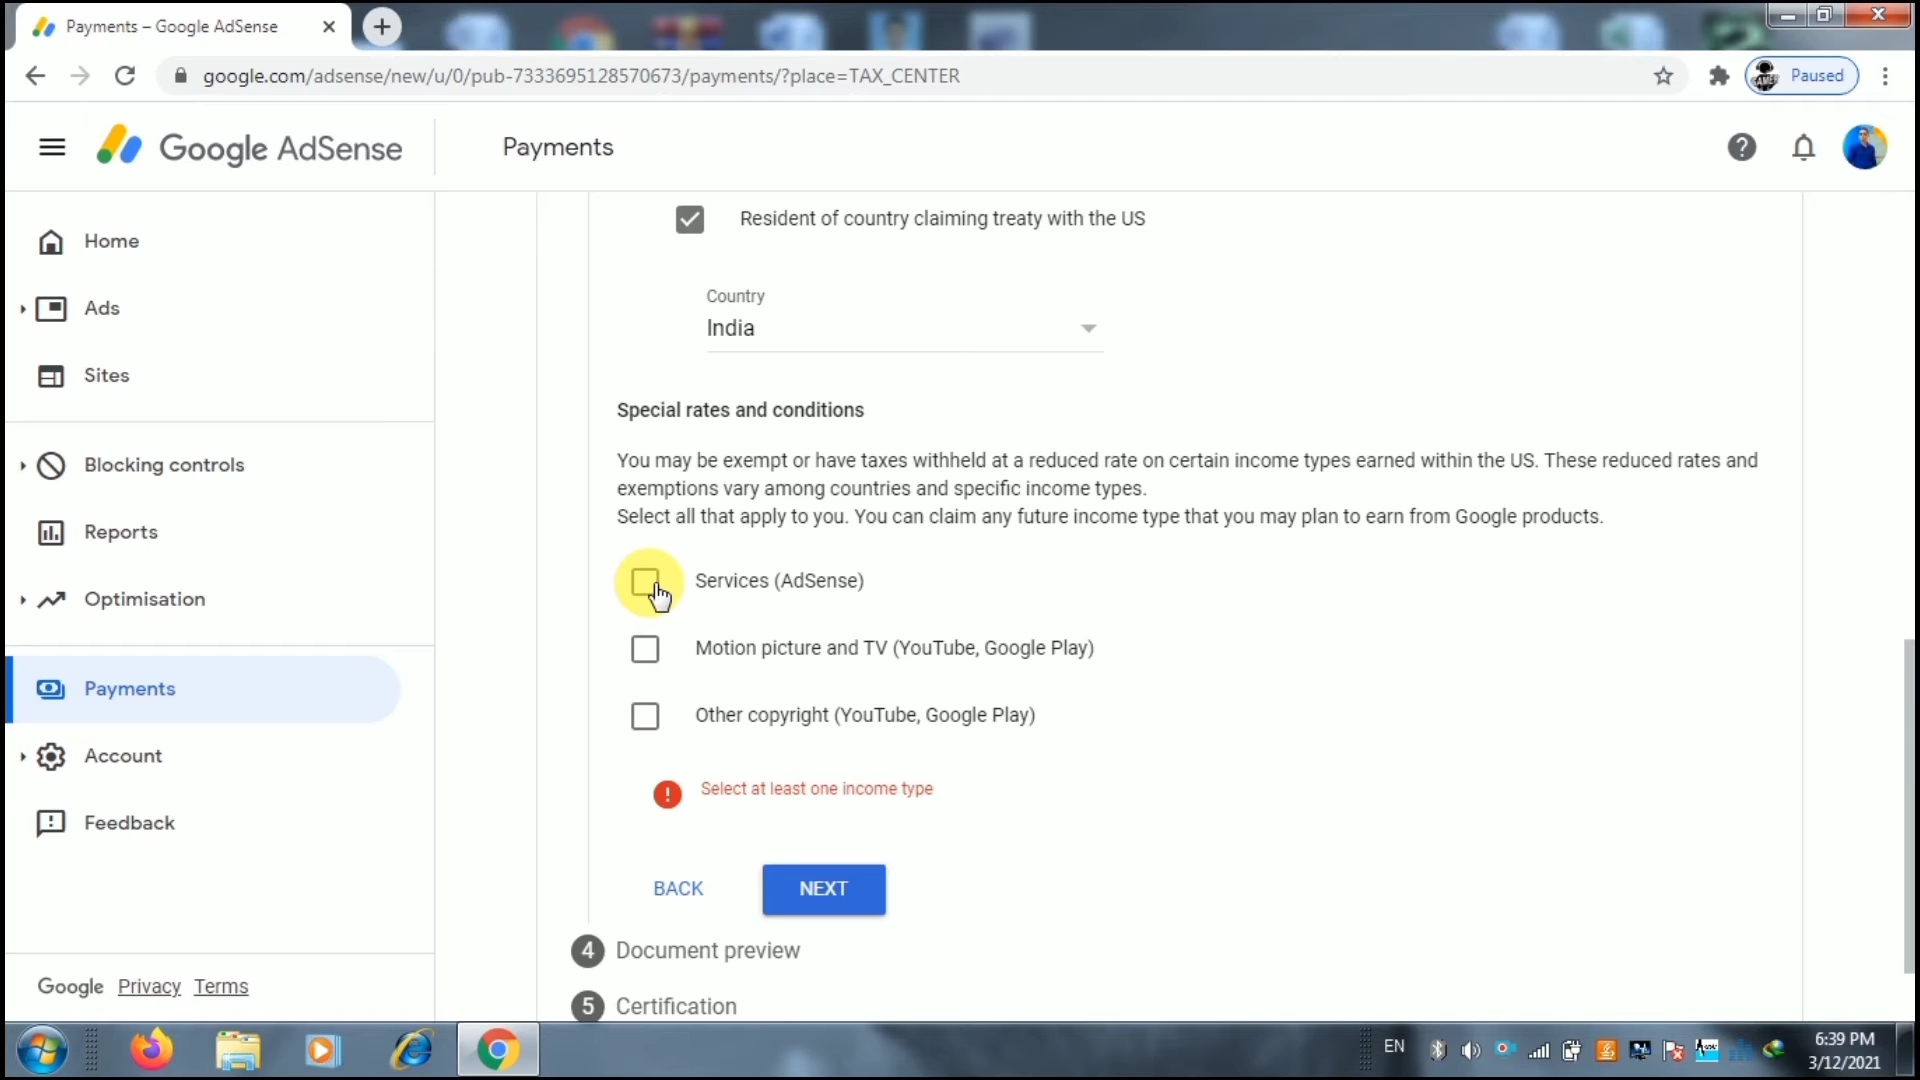 Payments – Google AdSense
google.com/adsense/new/u/0/pub-7333695128570673/payments/?place=TAX_CENTER
Paused
Google AdSense
Payments
Home
Ads
Sites
Blocking controls
Reports
Optimisation
Payments
Account
Feedback
Google Privacy Terms
Resident of country claiming treaty with the US
Country
India
Special rates and conditions
You may be exempt or have taxes withheld at a reduced rate on certain income types earned within the US. These reduced rates and
exemptions vary among countries and specific income types.
Select all that apply to you. You can claim any future income type that you may plan to earn from Google products.
Services (AdSense)
Motion picture and TV (YouTube, Google Play)
Other copyright (YouTube, Google Play)
Select at least one income type
BACK NEXT
4 Document preview
5 Certification
EN
6:39 PM
3/12/2021